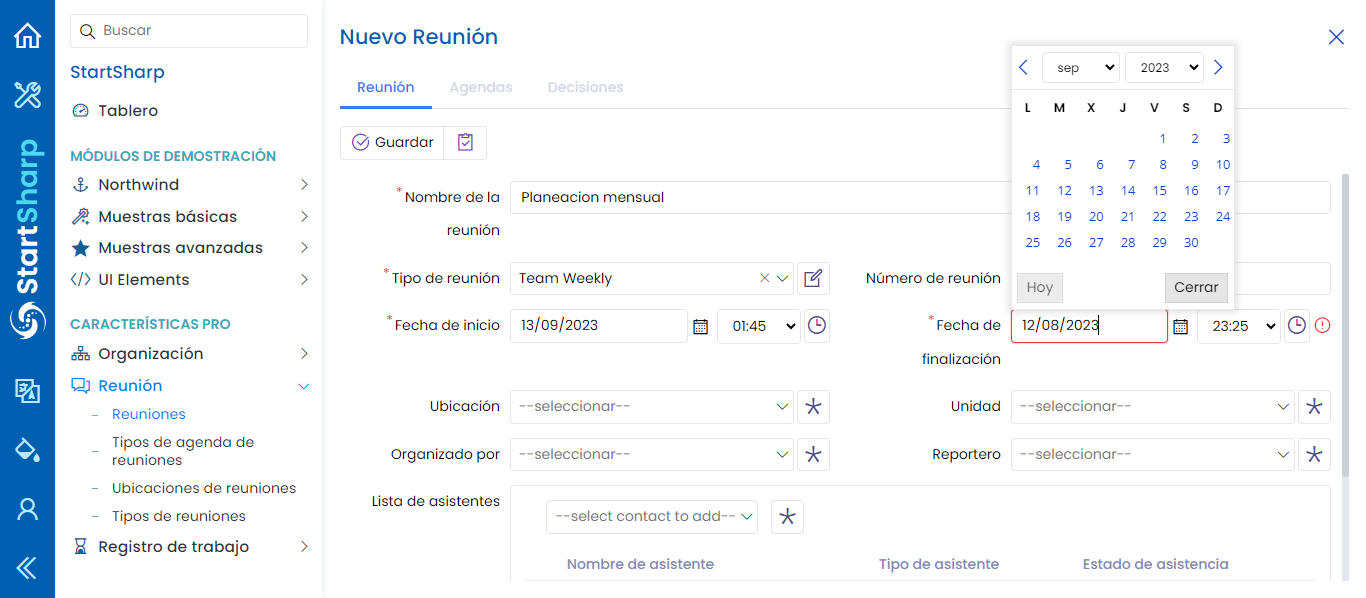 StartSharp
Buscar
StartSharp
Tablero
MÓDULOS DE DEMOSTRACIÓN
Northwind
Muestras básicas
Muestras avanzadas
UI Elements
CARACTERÍSTICAS PRO
Organización
Reunión
Reuniones
Tipos de agenda de
reuniones
Ubicaciones de reuniones
Tipos de reuniones
Registro de trabajo
Nuevo Reunión
Reunión Agendas Decisiones
Guardar
*Nombre de la
reunión
Planeacion mensual
*Tipo de reunión Team Weekly
Número de reunión
*Fecha de inicio 13/09/2023 01:45
*Fecha de
finalización
12/08/2023 23:25
Ubicación --seleccionar--
Unidad --seleccionar--
Organizado por --seleccionar--
Reportero --seleccionar--
Lista de asistentes
--select contact to add--
Nombre de asistente Tipo de asistente Estado de asistencia
sep 2023
L M X J V S D
1 2 3
4 5 6 7 8 9 10
11 12 13 14 15 16 17
18 19 20 21 22 23 24
25 26 27 28 29 30
Hoy Cerrar